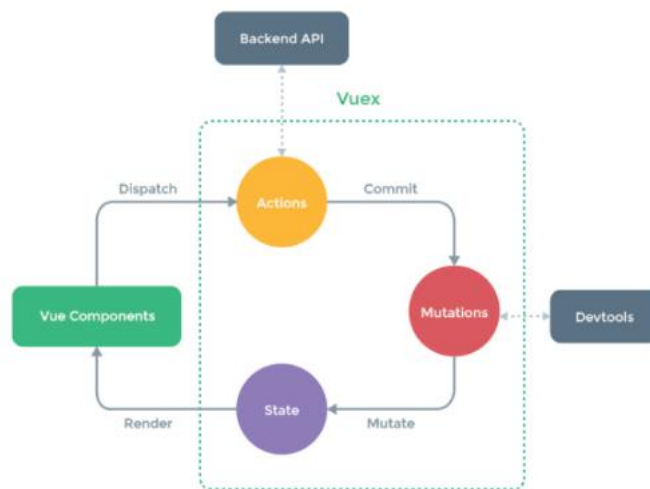 Backend API
Vuex
Dispatch
Actions
Commit
Vue Components
Mutations
Devtools
State
Render
Mutate